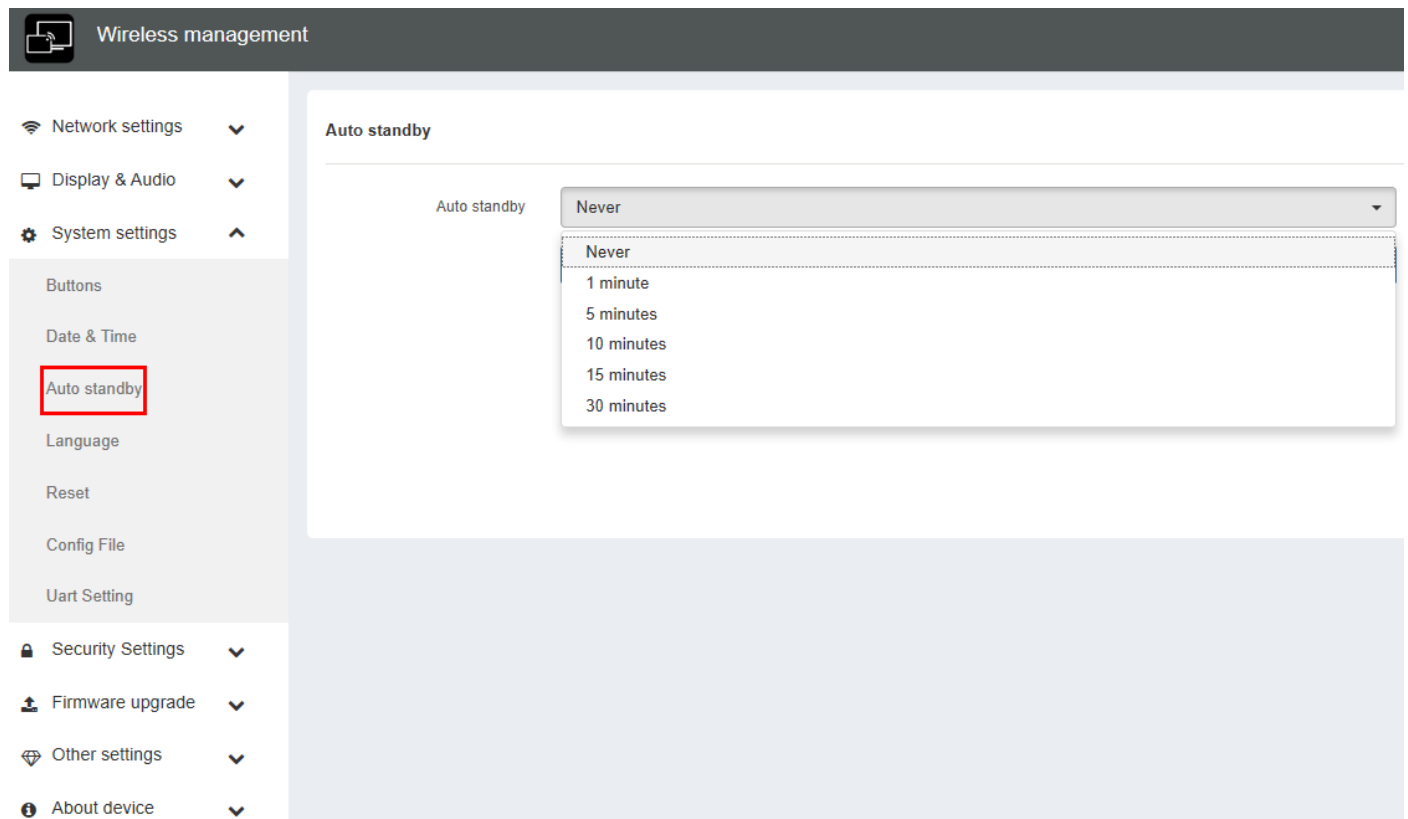 Wireless management
Network settings
Display & Audio
System settings
Buttons
Date & Time
Auto standby
Language
Reset
Config File
Uart Setting
Security Settings
Firmware upgrade
Other settings
About device
Auto standby
Auto standby
Never
Never
1 minute
5 minutes
10 minutes
15 minutes
30 minutes